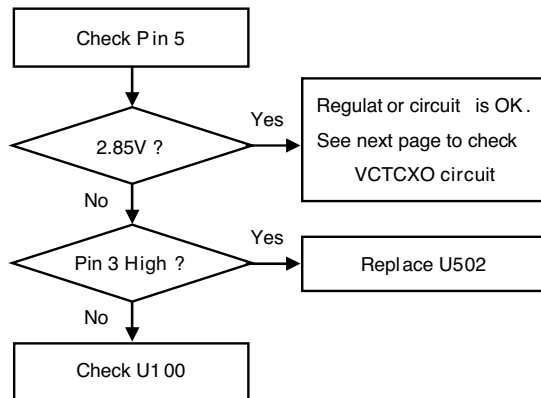 Check Pin 5
2.85V ?
Yes
Regulator circuit is OK.
See next page to check
VCTCXO circuit
No
Pin 3 High ?
Yes
Replace U502
No
Check U100